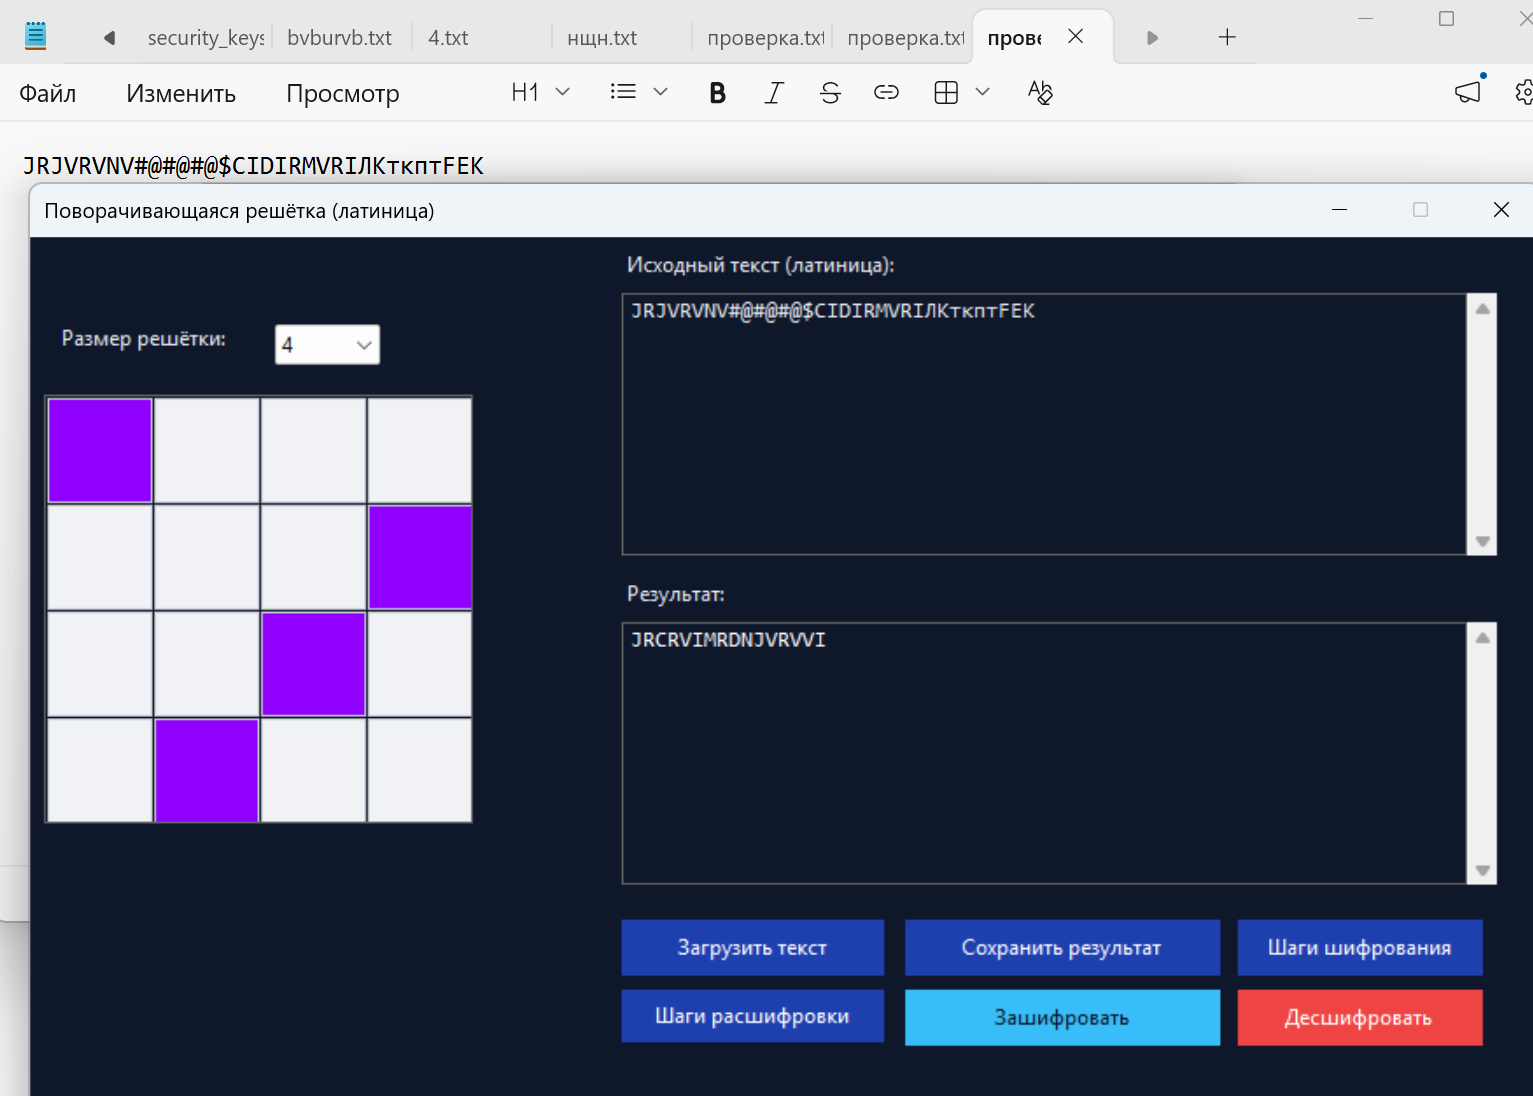 security_keys bvburvb.txt 4.txt нщн.txt проверка.txt проверка.txt прове
Файл Изменить Просмотр H1 B I S
JRJVRVNV#@#@#@$CIDIRMVRIЛКткптFEK
Поворачивающаяся решётка (латиница)
Исходный текст (латиница):
JRJVRVNV#@#@#@$CIDIRMVRIЛКткптFEK
Размер решётки: 4
Результат:
JRCRVIMRDNJVRVVI
Загрузить текст Сохранить результат Шаги шифрования
Шаги расшифровки Зашифровать Десшифровать